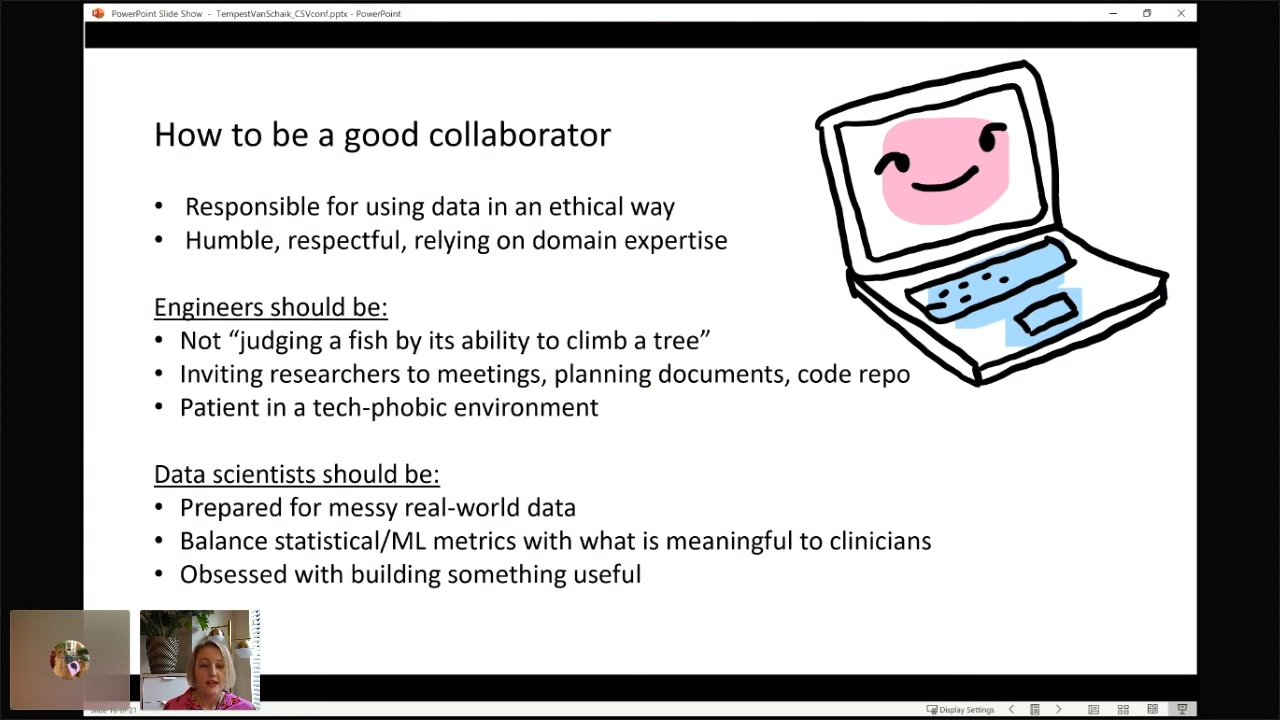 PowerPoint Slide Show - TempestVanSchaik_CSVconf.pptx - PowerPoint
How to be a good collaborator
• Responsible for using data in an ethical way
• Humble, respectful, relying on domain expertise
Engineers should be:
• Not “judging a fish by its ability to climb a tree”
• Inviting researchers to meetings, planning documents, code repo
• Patient in a tech-phobic environment
Data scientists should be:
• Prepared for messy real-world data
• Balance statistical/ML metrics with what is meaningful to clinicians
• Obsessed with building something useful
Slide 16 of 21
Display Settings